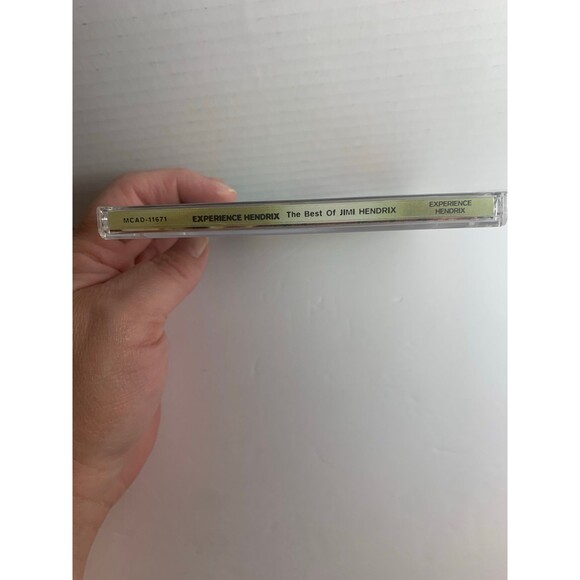 MCAD-11671 EXPERIENCE HENDRIX The Best Of JIMI HENDRIX EXPERIENCE
HENDRIX